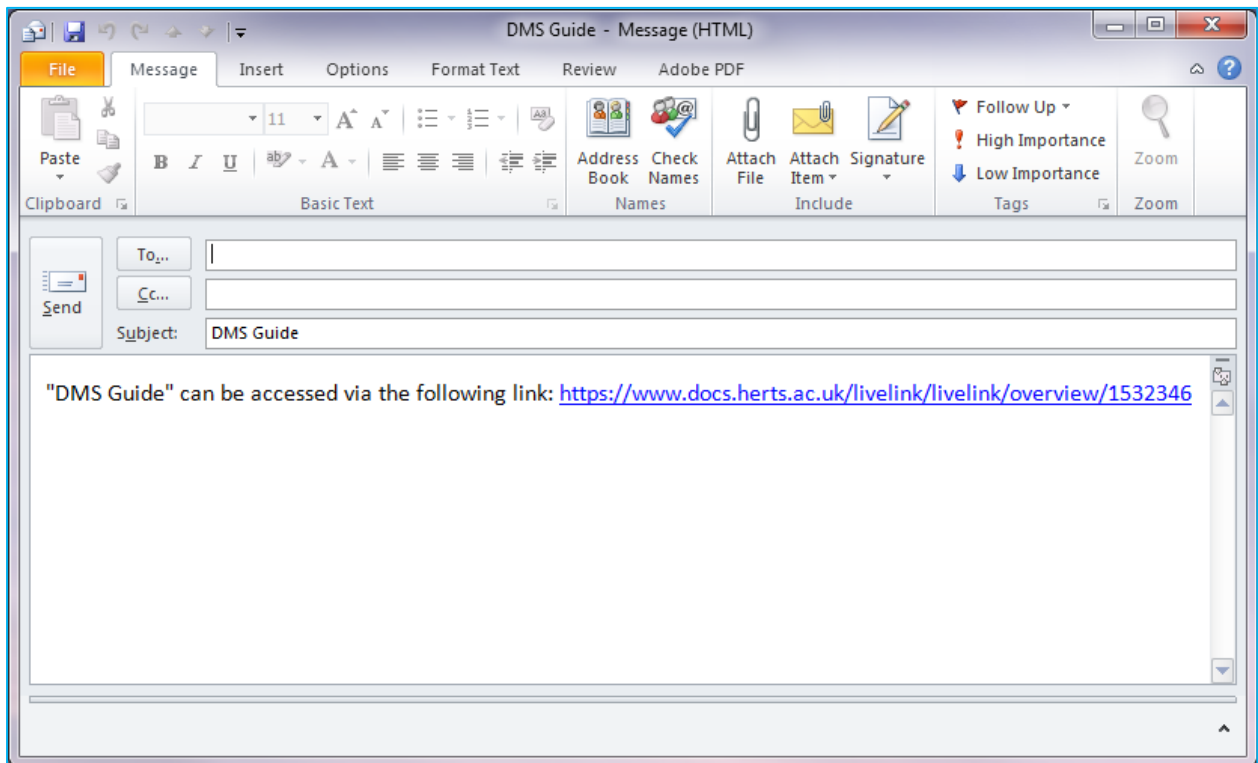 DMS Guide - Message (HTML)
File Message Insert Options Format Text Review Adobe PDF
11 A A Aa
Follow Up
High Importance
Low Importance
Paste B I U ab A Address Book Check Names Attach File Attach Item Signature Zoom
Clipboard Basic Text Names Include Tags Zoom
To...
Cc...
Send
Subject: DMS Guide
"DMS Guide" can be accessed via the following link: https://www.docs.herts.ac.uk/livelink/livelink/overview/1532346